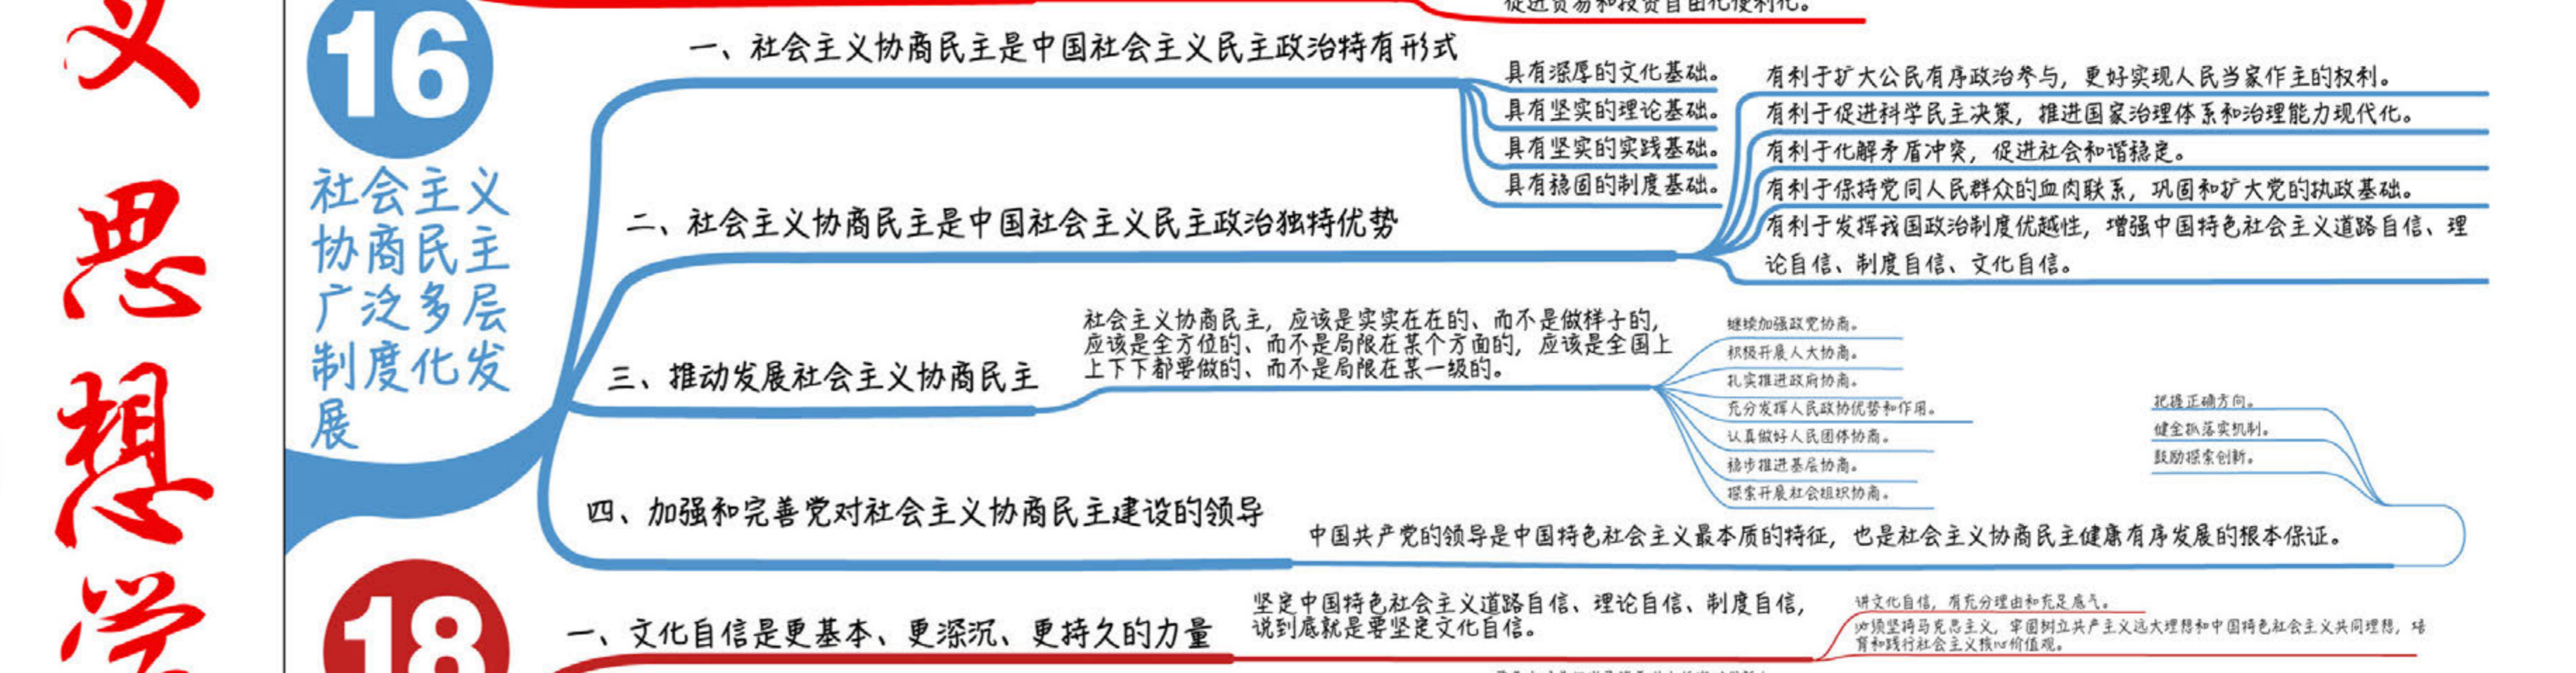 义
思
想
学
促进贸易和投资自由化便利化。
16
社会主义
协商民主
广泛多层
制度化发
展
一、社会主义协商民主是中国社会主义民主政治特有形式
具有深厚的文化基础。
具有坚实的理论基础。
具有坚实的实践基础。
具有稳固的制度基础。
二、社会主义协商民主是中国社会主义民主政治独特优势
有利于扩大公民有序政治参与，更好实现人民当家作主的权利。
有利于促进科学民主决策，推进国家治理体系和治理能力现代化。
有利于化解矛盾冲突，促进社会和谐稳定。
有利于保持党同人民群众的血肉联系，巩固和扩大党的执政基础。
有利于发挥我国政治制度优越性，增强中国特色社会主义道路自信、理
论自信、制度自信、文化自信。
三、推动发展社会主义协商民主
社会主义协商民主，应该是实实在在的、而不是做样子的，
应该是全方位的、而不是局限在某个方面的，应该是全国上
上下下都要做的、而不是局限在某一级的。
继续加强政党协商。
积极开展人大协商。
扎实推进政府协商。
充分发挥人民政协优势和作用。
认真做好人民团体协商。
稳步推进基层协商。
探索开展社会组织协商。
四、加强和完善党对社会主义协商民主建设的领导
中国共产党的领导是中国特色社会主义最本质的特征，也是社会主义协商民主健康有序发展的根本保证。
把握正确方向。
健全抓落实机制。
鼓励探索创新。
18
一、文化自信是更基本、更深沉、更持久的力量
坚定中国特色社会主义道路自信、理论自信、制度自信，
说到底就是要坚定文化自信。
讲文化自信，有充分理由和充足底气。
必须坚持马克思主义，牢固树立共产主义远大理想和中国特色社会主义共同理想，培
育和践行社会主义核心价值观。